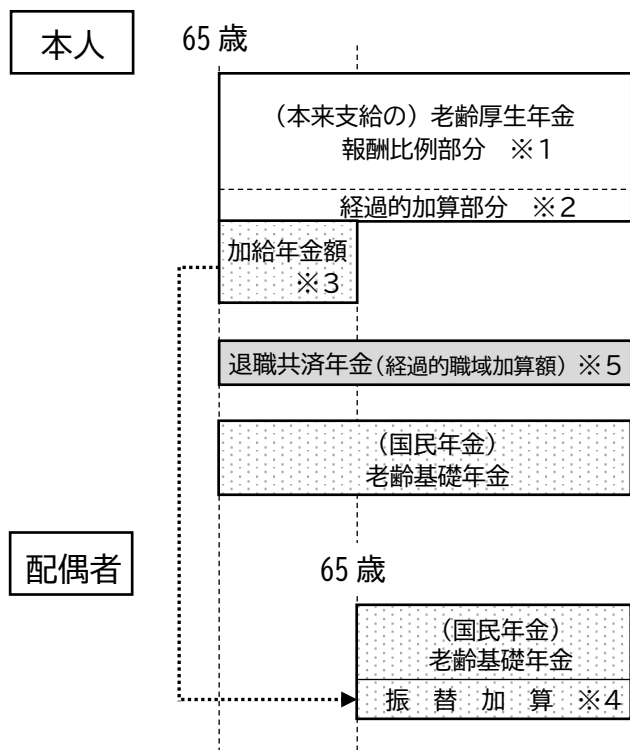 本人
65歳
(本来支給の)老齢厚生年金
報酬比例部分　※1
経過的加算部分　※2
加給年金額
※3
退職共済年金(経過的職域加算額)※5
(国民年金)
老齢基礎年金
配偶者
65歳
(国民年金)
老齢基礎年金
振　替　加　算　※4